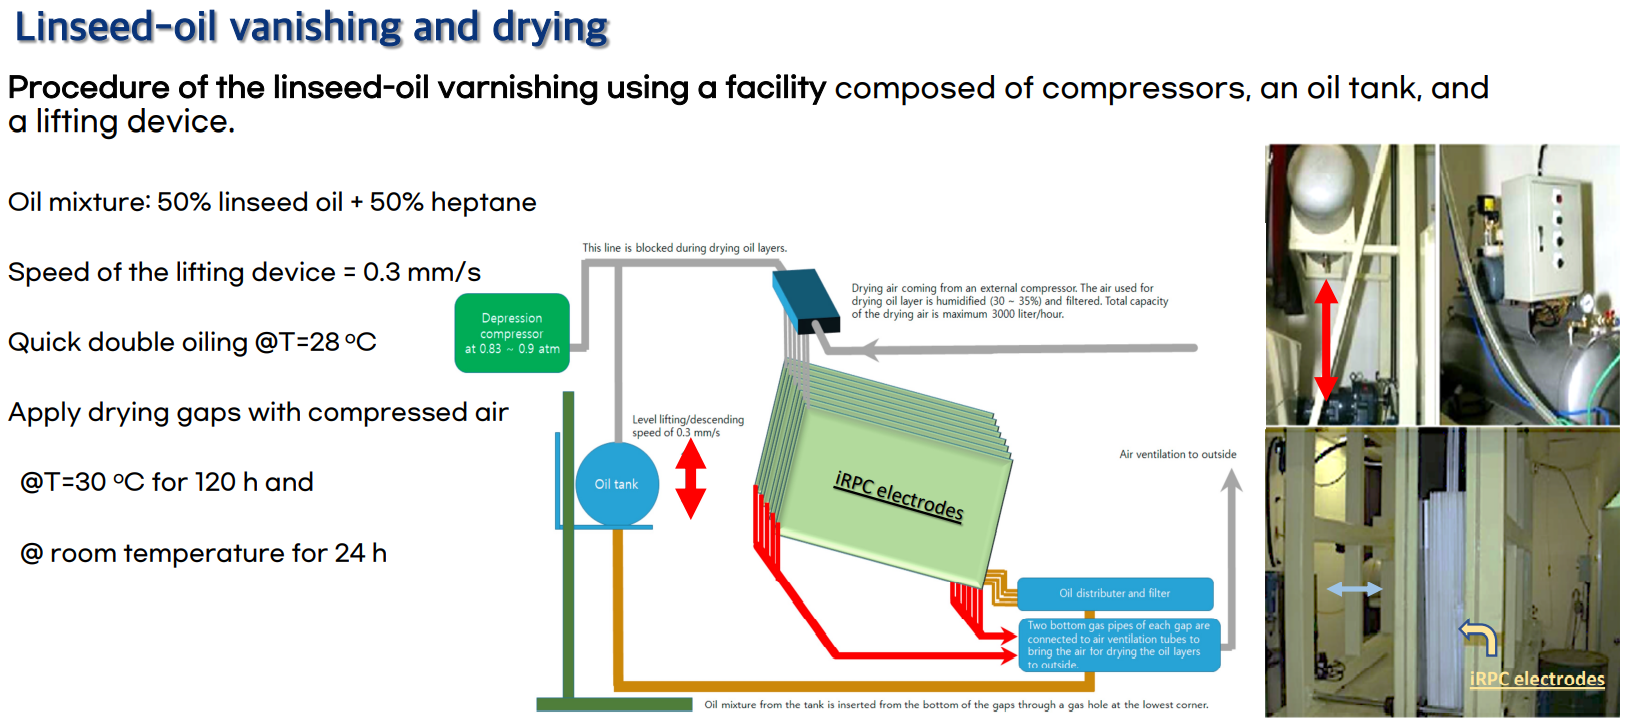 Linseed-oil vanishing and drying
Procedure of the linseed-oil varnishing using a facility composed of compressors, an oil tank, and
a lifting device.
Oil mixture: 50% linseed oil + 50% heptane
Speed of the lifting device = 0.3 mm/s
Quick double oiling @T=28 ºC
Apply drying gaps with compressed air
@T=30 ºC for 120 h and
@ room temperature for 24 h
This line is blocked during drying oil layers.
Depression
compressor
at 0.83 ~ 0.9 atm
Drying air coming from an external compressor. The air used for
drying oil layer is humidified (30 ~ 35%) and filtered. Total capacity
of the drying air is maximum 3000 liter/hour.
Level lifting/descending
speed of 0.3 mm/s
Oil tank
iRPC electrodes
Air ventilation to outside
Oil distributer and filter
Two bottom gas pipes of each gap are
connected to air ventilation tubes to
bring the air for drying the oil layers
to outside.
Oil mixture from the tank is inserted from the bottom of the gaps through a gas hole at the lowest corner.
iRPC electrodes